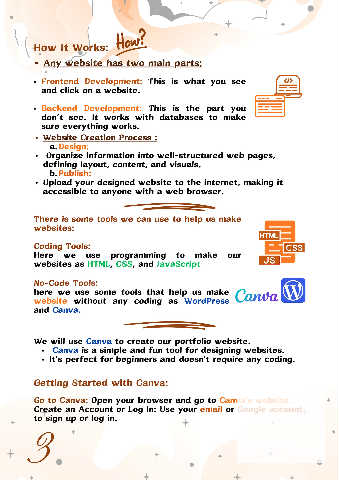 How It Works: How?
• Any website has two main parts:
• Frontend Development: This is what you see
and click on a website.
</>
• Backend Development: This is the part you
don't see. It works with databases to make
sure everything works.
• Website Creation Process :
a. Design:
• Organize information into well-structured web pages,
defining layout, content, and visuals.
b. Publish:
• Upload your designed website to the internet, making it
accessible to anyone with a web browser.
There is some tools we can use to help us make
websites:
HTML
CSS
JS
Coding Tools:
Here we use programming to make our
websites as HTML, CSS, and JavaScript
No-Code Tools:
here we use some tools that help us make
website without any coding as WordPress
and Canva.
Canva W
We will use Canva to create our portfolio website.
• Canva is a simple and fun tool for designing websites.
• It's perfect for beginners and doesn't require any coding.
Getting Started with Canva:
Go to Canva: Open your browser and go to Canva's website.
Create an Account or Log In: Use your email or Google account,
to sign up or log in.
3